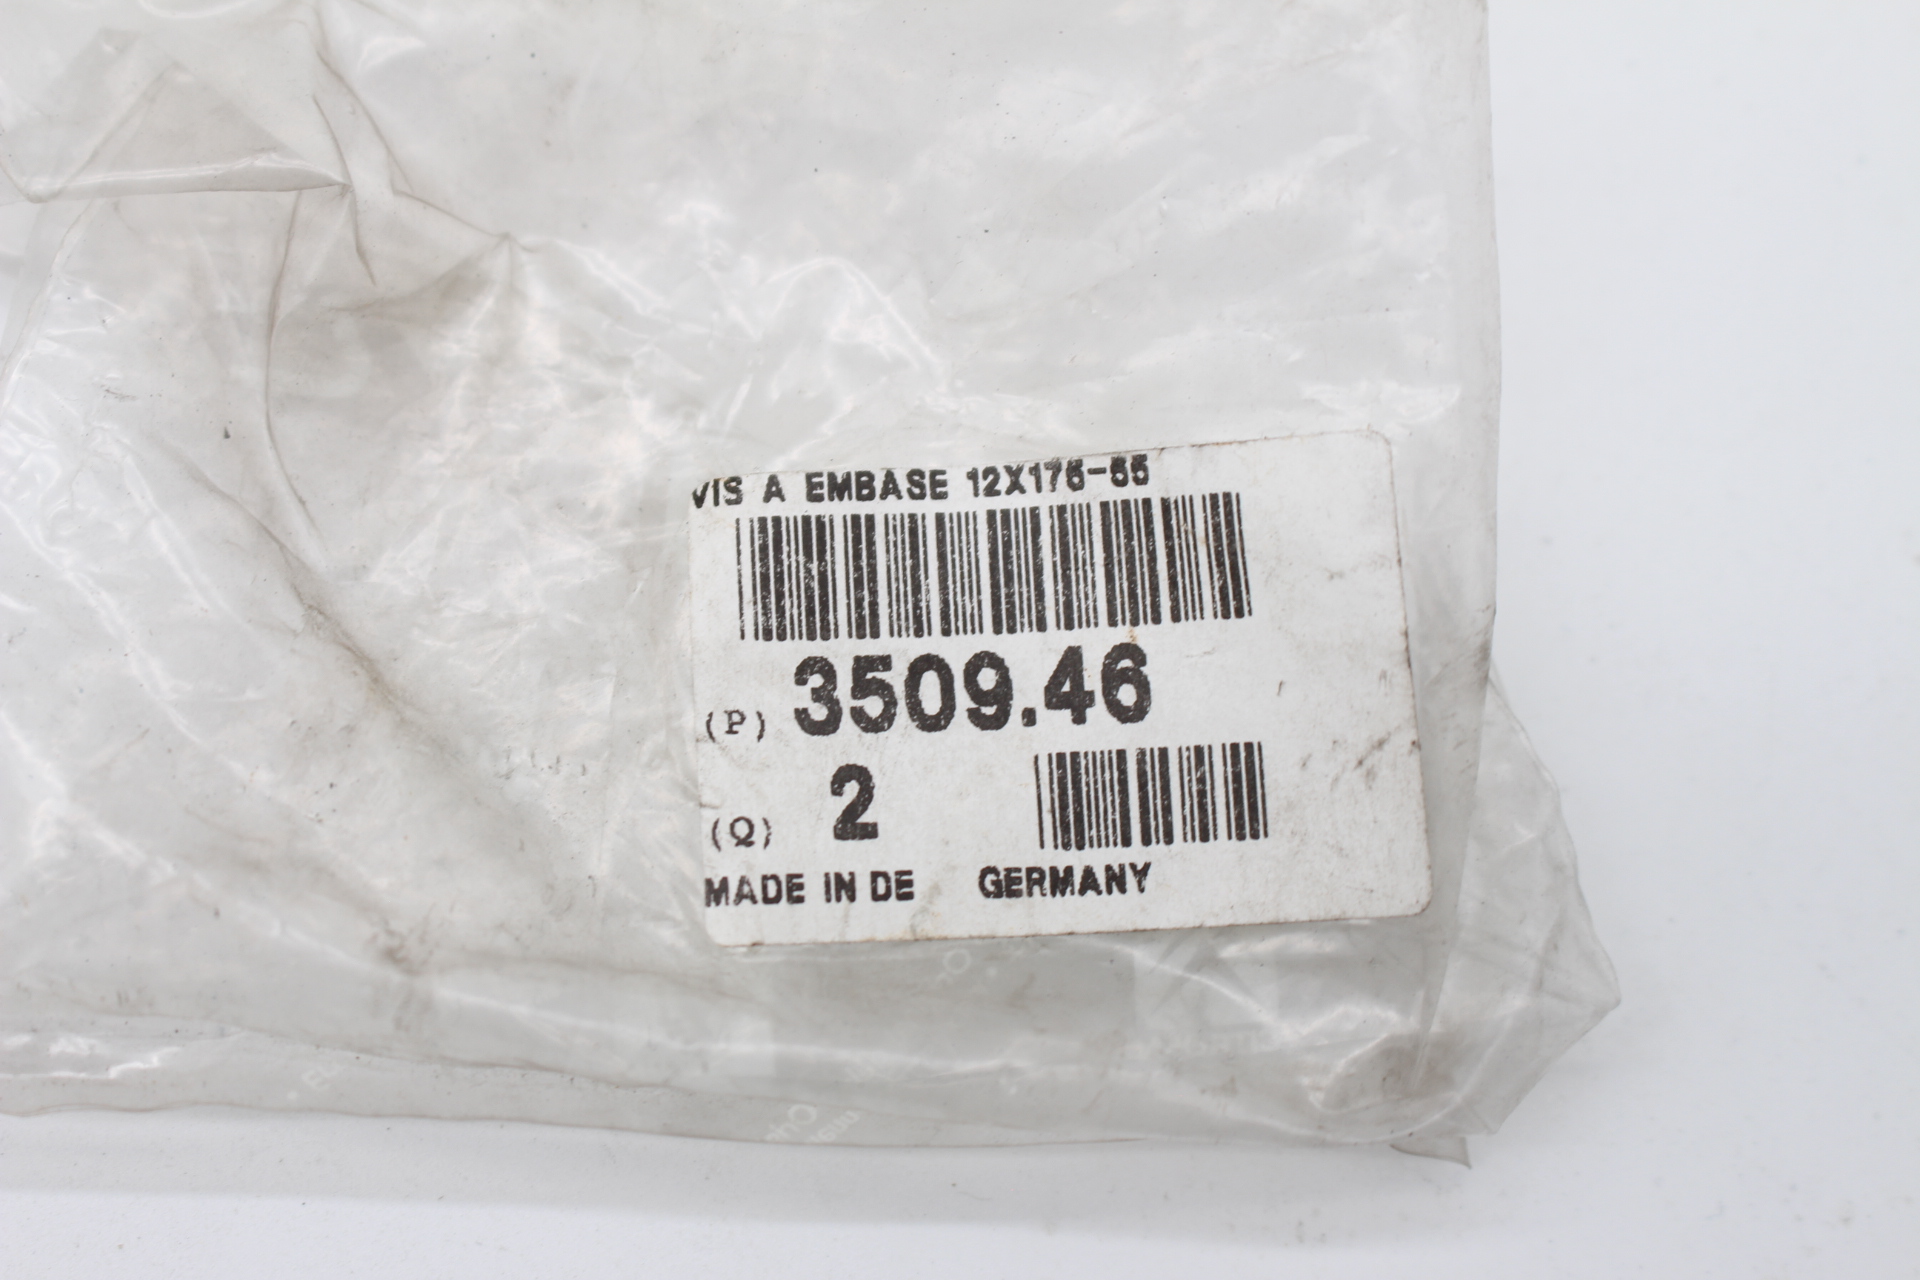 VIS A EMBASE 12X175-55
(P) 3509.46
(Q) 2
MADE IN DE GERMANY